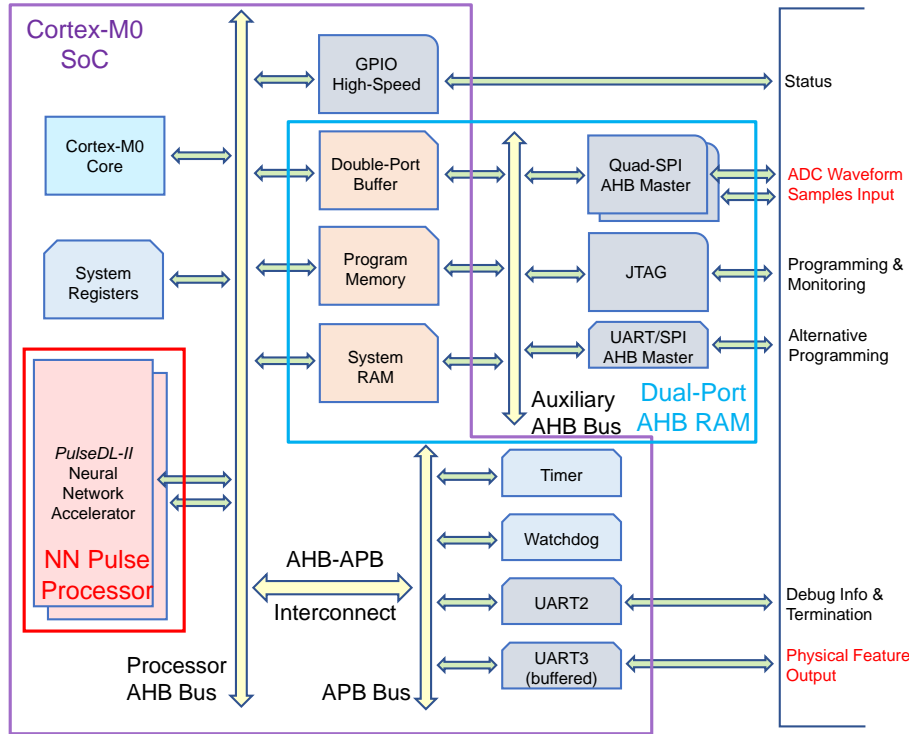 Cortex-M0
SoC
GPIO
High-Speed
Status
Cortex-M0
Core
Double-Port
Buffer
Quad-SPI
AHB Master
ADC Waveform
Samples Input
System
Registers
Program
Memory
JTAG
Programming &
Monitoring
System
RAM
UART/SPI
AHB Master
Alternative
Programming
Auxiliary
AHB Bus
Dual-Port
AHB RAM
PulseDL-II
Neural
Network
Accelerator
NN Pulse
Processor
Timer
Watchdog
AHB-APB
Interconnect
UART2
Debug Info &
Termination
UART3
(buffered)
Physical Feature
Output
Processor
AHB Bus
APB Bus